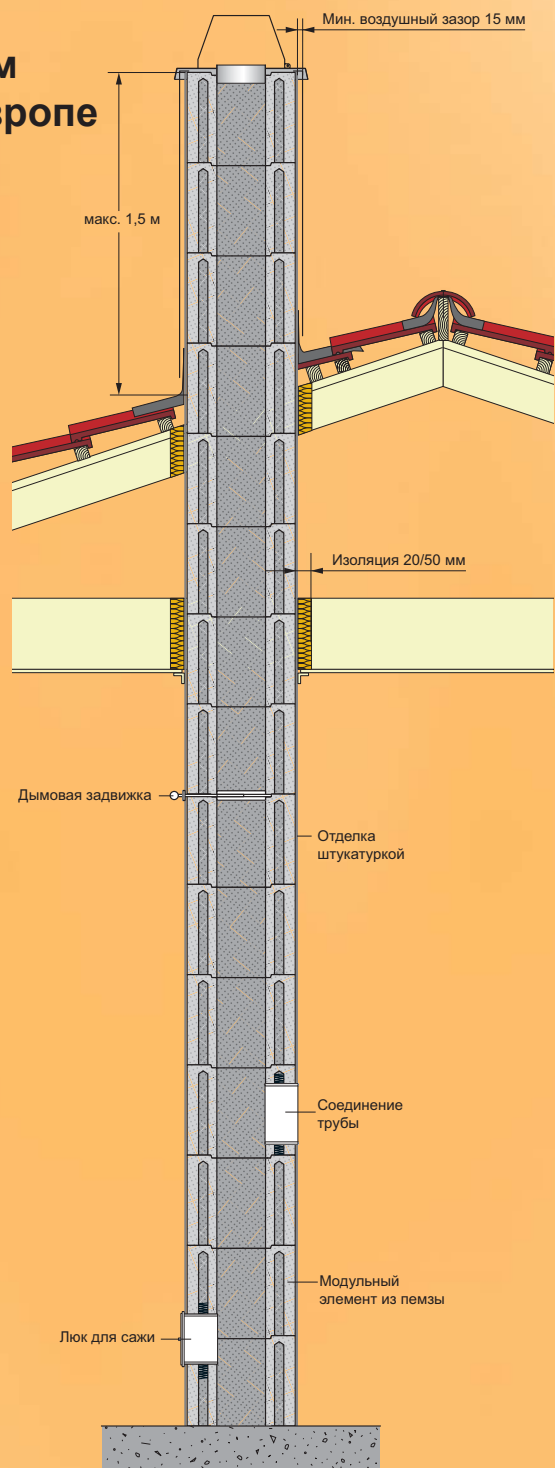 Мин. воздушный зазор 15 мм
макс. 1,5 м
Изоляция 20/50 мм
Дымовая задвижка
Отделка
штукатуркой
Соединение
трубы
Модульный
элемент из пемзы
Люк для сажи